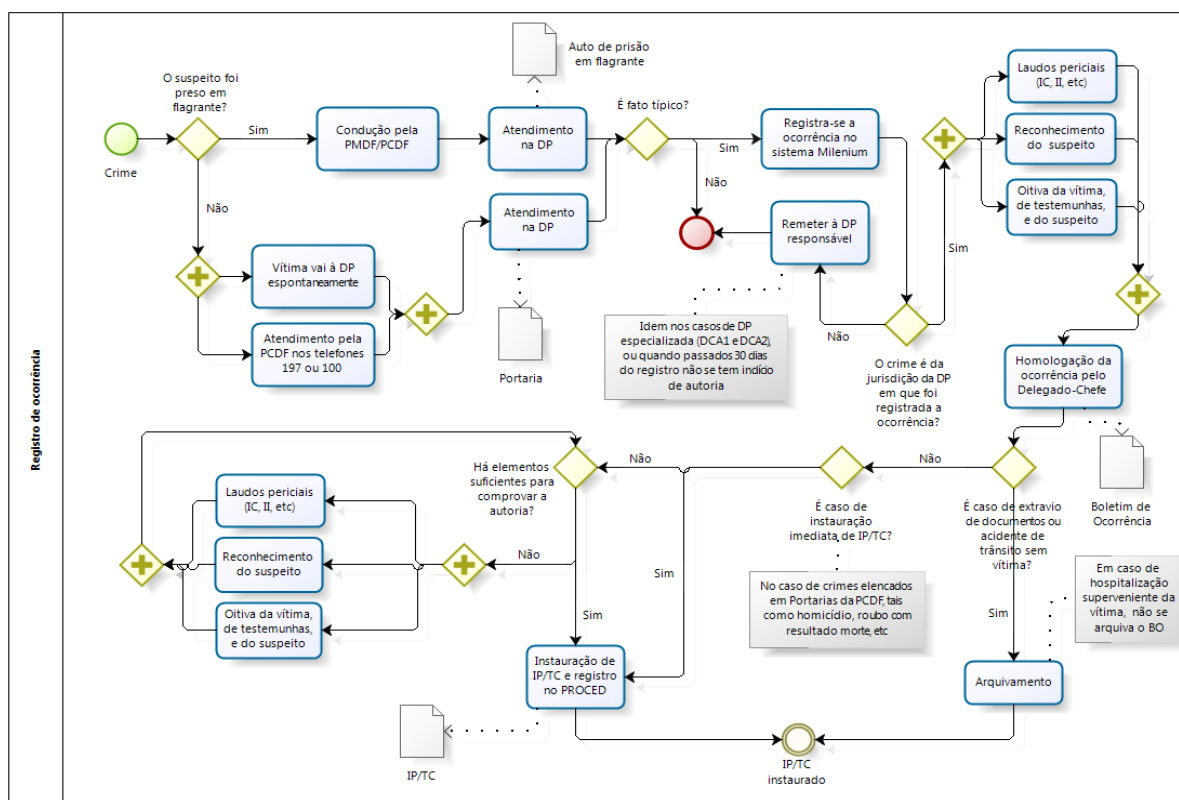 Registro de ocorrência
Crime
O suspeito foi
preso em
flagrante?
Sim
Não
Condução pela
PMDF/PCDF
Auto de prisão
em flagrante
Atendimento
na DP
Vítima vai à DP
espontaneamente
Atendimento pela
PCDF nos telefones
197 ou 100
Atendimento
na DP
Portaria
É fato típico?
Sim
Não
Registra-se a
ocorrência no
sistema Milenium
Remeter à DP
responsável
Idem nos casos de DP
especializada (DCA1 e DCA2),
ou quando passados 30 dias
do registro não se tem indício
de autoria
Não
Sim
O crime é da
jurisdição da DP
em que foi
registrada a
ocorrência?
Laudos periciais
(IC, II, etc)
Reconhecimento
do suspeito
Oitiva da vítima,
de testemunhas,
e do suspeito
Homologação da
ocorrência pelo
Delegado-Chefe
Boletim de
Ocorrência
É caso de extravio
de documentos ou
acidente de
trânsito sem
vítima?
Não
Sim
Em caso de
hospitalização
superveniente da
vítima, não se
arquiva o BO
Arquivamento
É caso de
instauração
imediata de IP/TC?
Não
Sim
No caso de crimes elencados
em Portarias da PCDF, tais
como homicídio, roubo com
resultado morte, etc
Há elementos
suficientes para
comprovar a
autoria?
Não
Sim
Laudos periciais
(IC, II, etc)
Reconhecimento
do suspeito
Oitiva da vítima,
de testemunhas,
e do suspeito
Instauração de
IP/TC e registro
no PROCED
IP/TC
IP/TC
instaurado